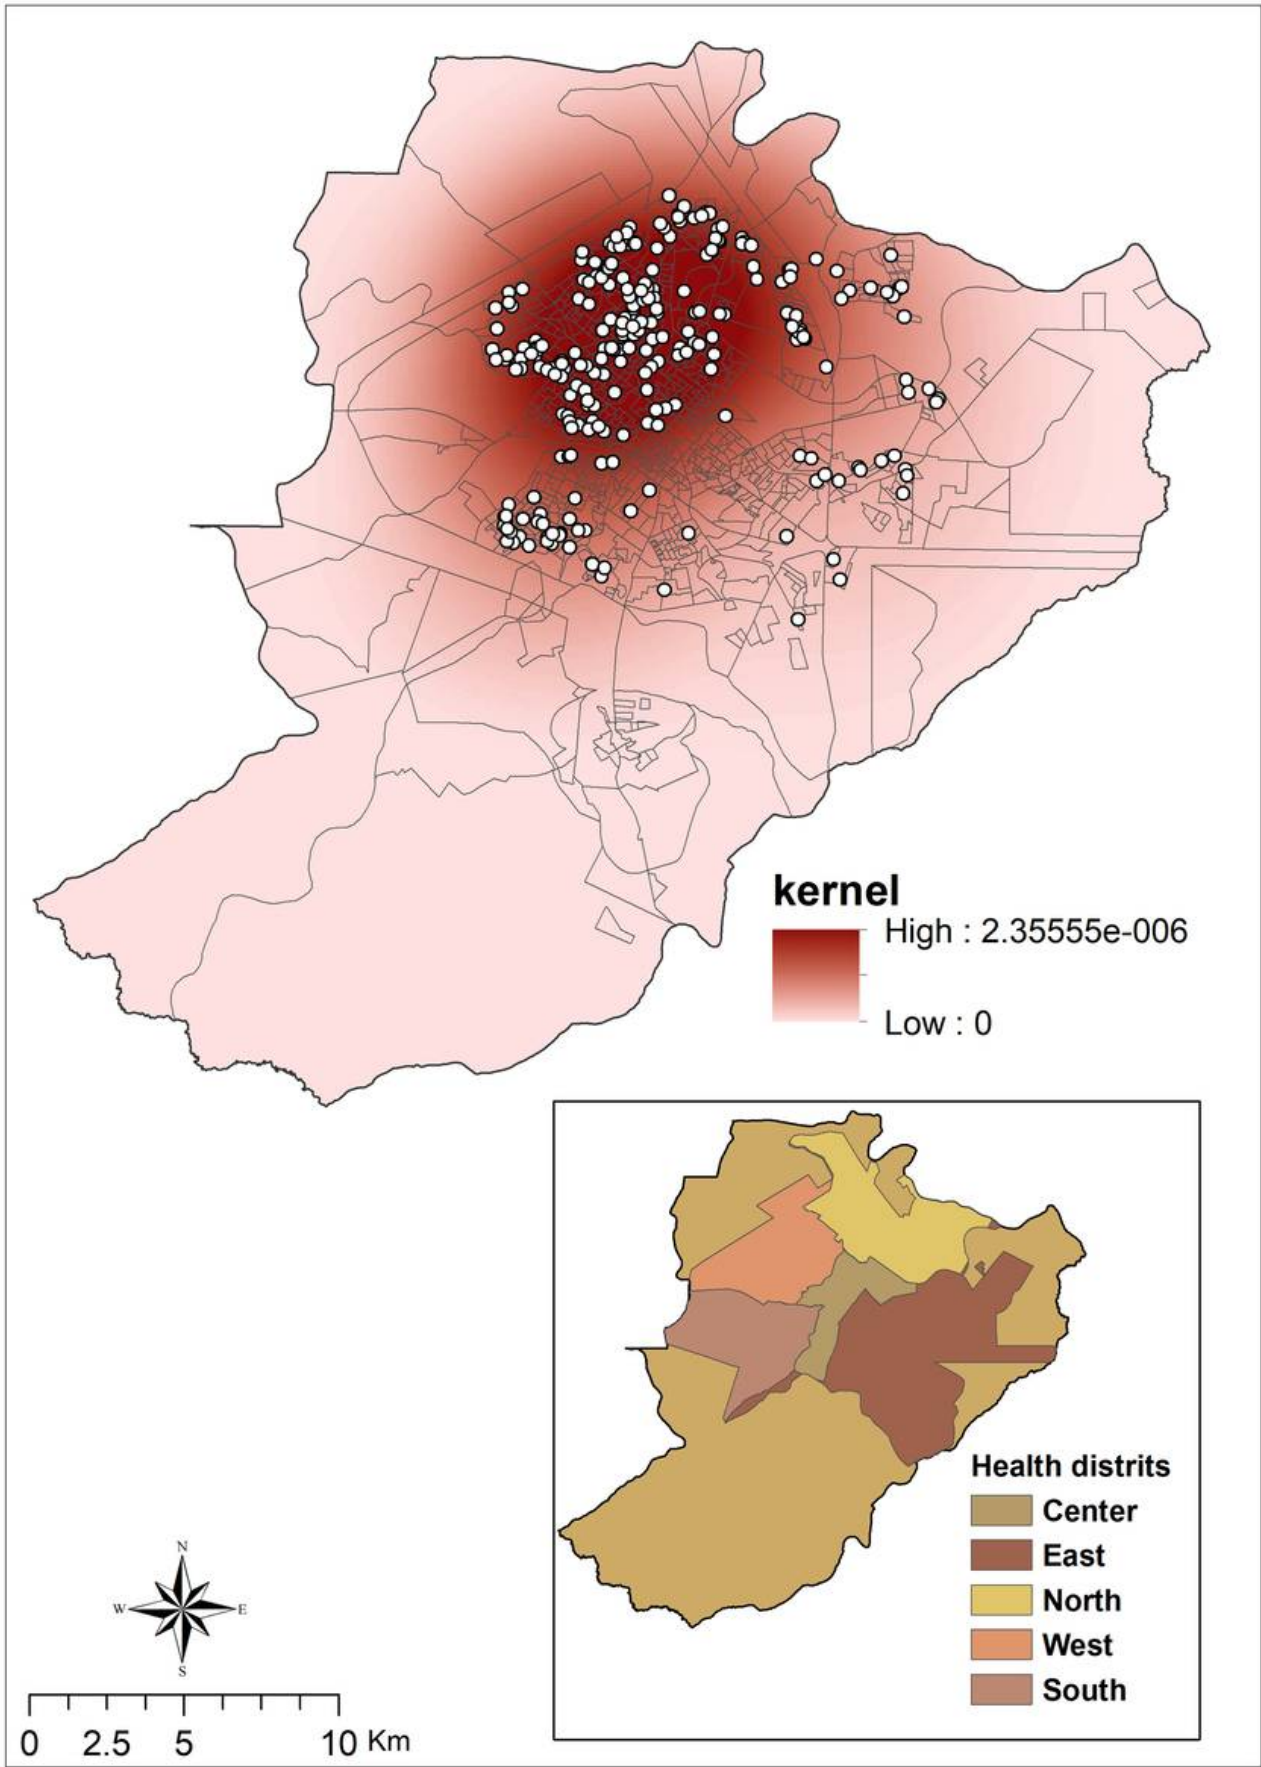 kernel
High : 2.35555e-006
Low : 0
Health distrits
Center
East
North
West
South
N
W E
S
0 2.5 5 10 Km